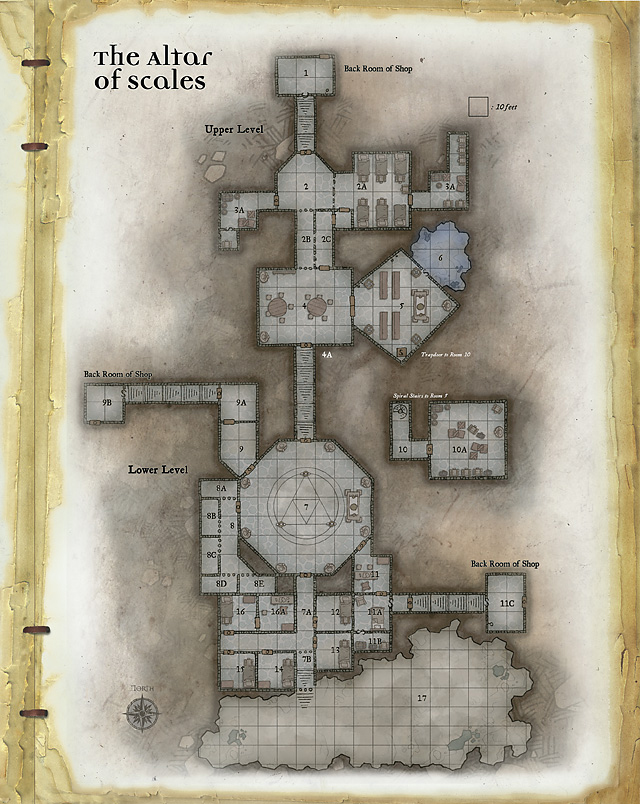 The Altar
of Scales
1
Back Room of Shop
: 10 feet
Upper Level
2
2A
3A
3A
2B
2C
6
4
5
4A
Trapdoor to Room 10
Back Room of Shop
9B
9A
Spiral Stairs to Room 5
9
10
10A
Lower Level
8A
7
8B
8
8C
Back Room of Shop
8D
8E
11
16
16A
7A
12
11A
11C
11B
13
7B
15
14
North
17